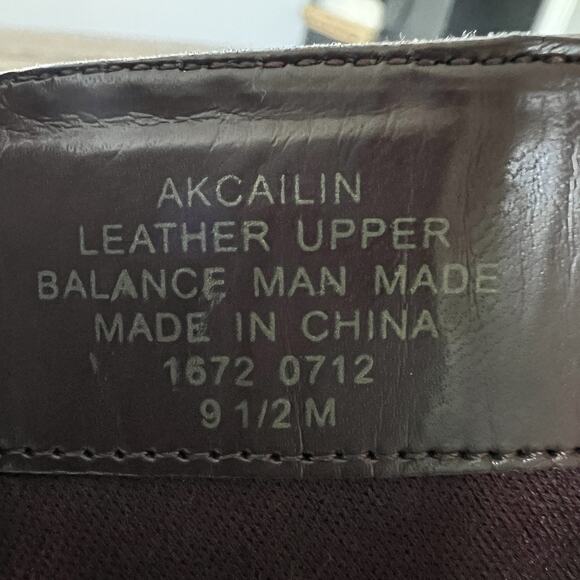 AKCAILIN
LEATHER UPPER
BALANCE MAN MADE
MADE IN CHINA
1672 0712
9 1/2 M